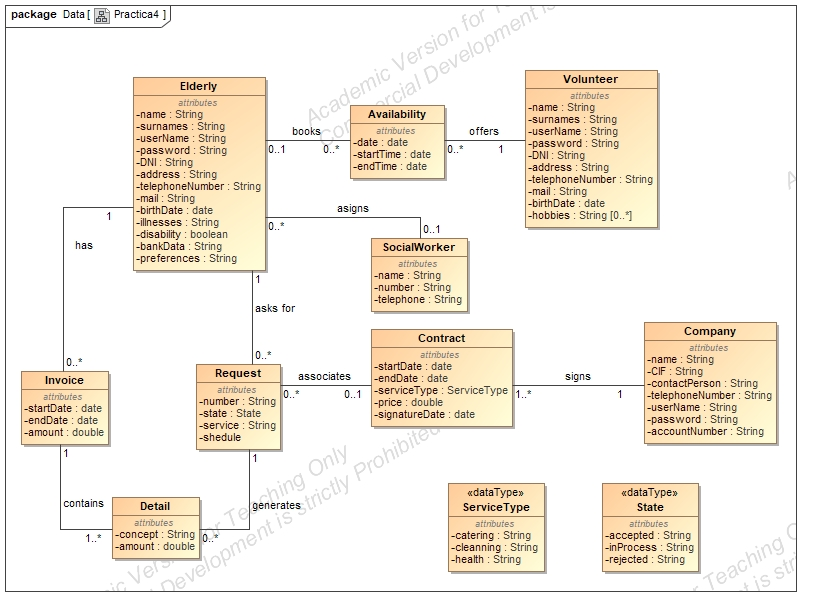 package Data [ Practica4 ]
Academic Version for T
Commercial Development is
Elderly
attributes
-name : String
-surnames : String
-userName : String
-password : String
-DNI : String
-address : String
-telephoneNumber : String
-mail : String
-birthDate : date
-illnesses : String
-disability : boolean
-bankData : String
-preferences : String
books
0..1
0..*
Availability
attributes
-date : date
-startTime : date
-endTime : date
offers
0..*
1
Volunteer
attributes
-name : String
-surnames : String
-userName : String
-password : String
-DNI : String
-address : String
-telephoneNumber : String
-mail : String
-birthDate : date
-hobbies : String [0..*]
asigns
0..*
0..1
SocialWorker
attributes
-name : String
-number : String
-telephone : String
1
has
0..*
1
asks for
0..*
Invoice
attributes
-startDate : date
-endDate : date
-amount : double
Request
attributes
-number : String
-state : State
-service : String
-shedule
associates
0..*
0..1
Contract
attributes
-startDate : date
-endDate : date
-serviceType : ServiceType
-price : double
-signatureDate : date
signs
1..*
1
Company
attributes
-name : String
-CIF : String
-contactPerson : String
-telephoneNumber : String
-userName : String
-password : String
-accountNumber : String
1
contains
1..*
Detail
attributes
-concept : String
-amount : double
1
generates
0..*
«dataType»
ServiceType
attributes
-catering : String
-cleanning : String
-health : String
«dataType»
State
attributes
-accepted : String
-inProcess : String
-rejected : String
ic Version for Teaching Only
Development is strictly Prohibited
for Teaching O